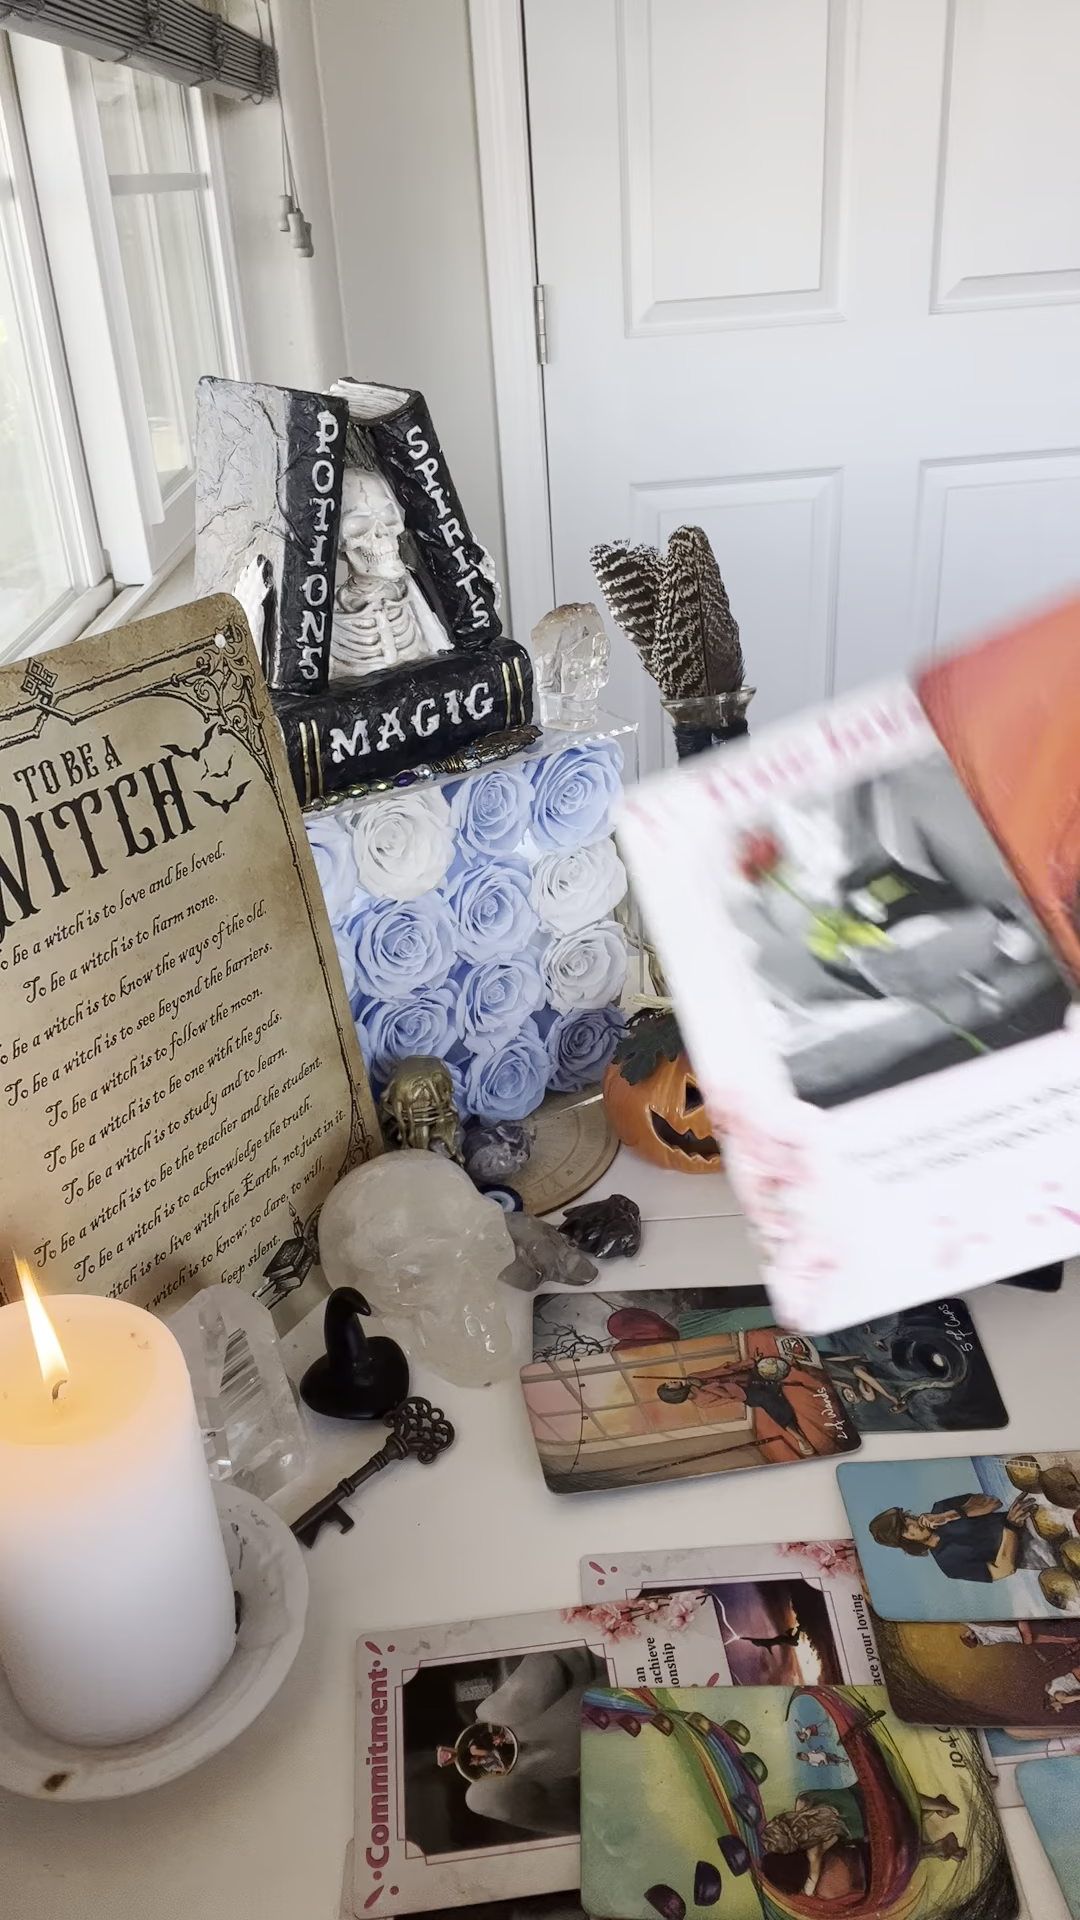 POTIONS
SPIRITS
MAGIC
TO BE A
WITCH
To be a witch is to love and be loved.
To be a witch is to harm none.
To be a witch is to know the ways of the old.
To be a witch is to see beyond the barriers.
To be a witch is to follow the moon.
To be a witch is to be one with the gods.
To be a witch is to study and to learn.
To be a witch is to be the teacher and the student.
To be a witch is to acknowledge the truth.
witch is to live with the Earth, not just in it.
a witch is to know; to dare, to will,
keep silent.
5 of Cups
2 of Wands
Commitment
an
achieve
onship
ace your loving
10 of